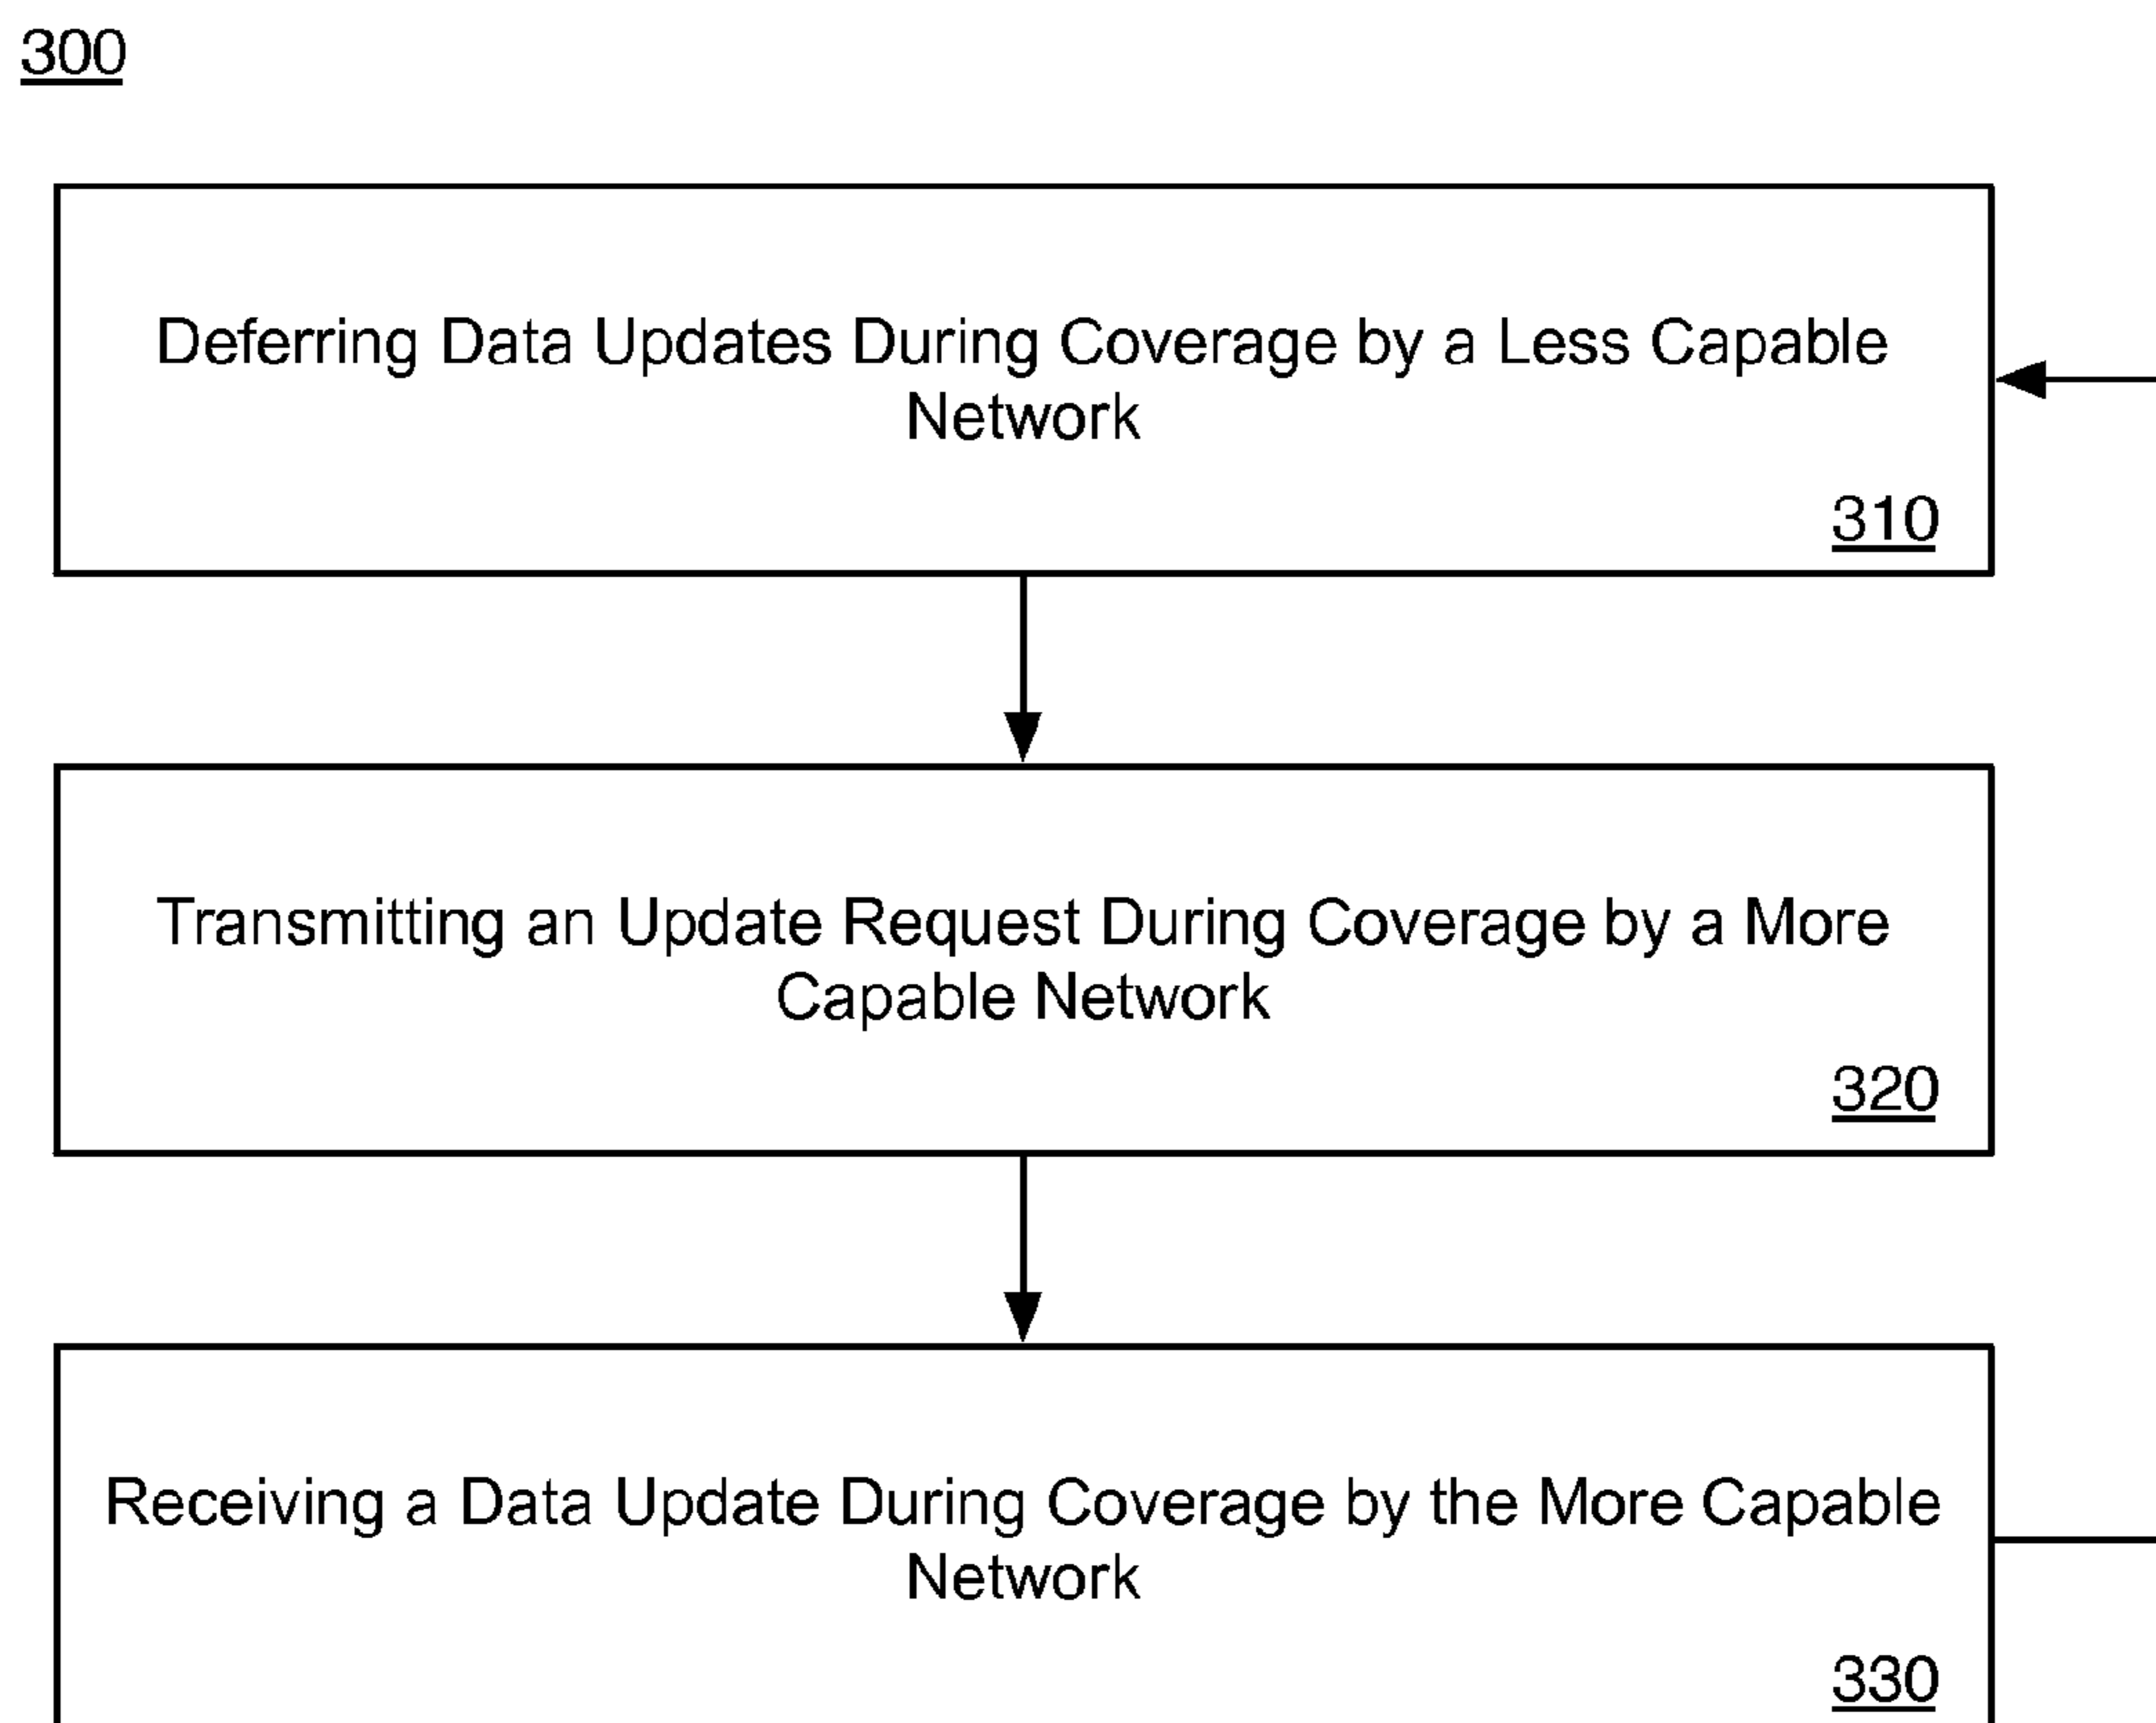 300
Deferring Data Updates During Coverage by a Less Capable
Network
310
Transmitting an Update Request During Coverage by a More
Capable Network
320
Receiving a Data Update During Coverage by the More Capable
Network
330